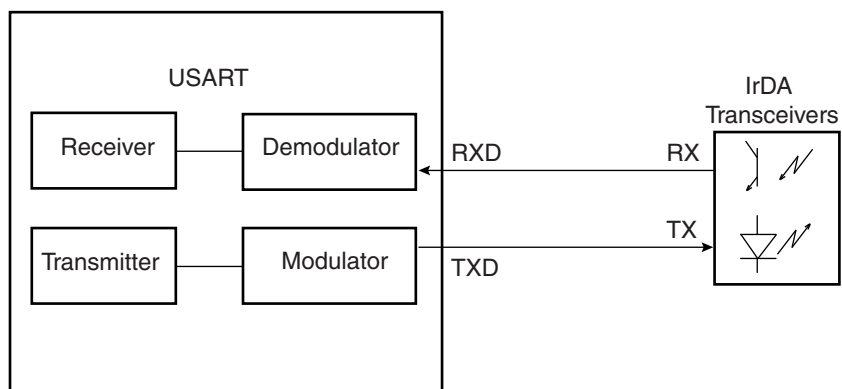 USART
IrDA
Transceivers
Receiver
Demodulator
RXD
RX
Transmitter
Modulator
TXD
TX